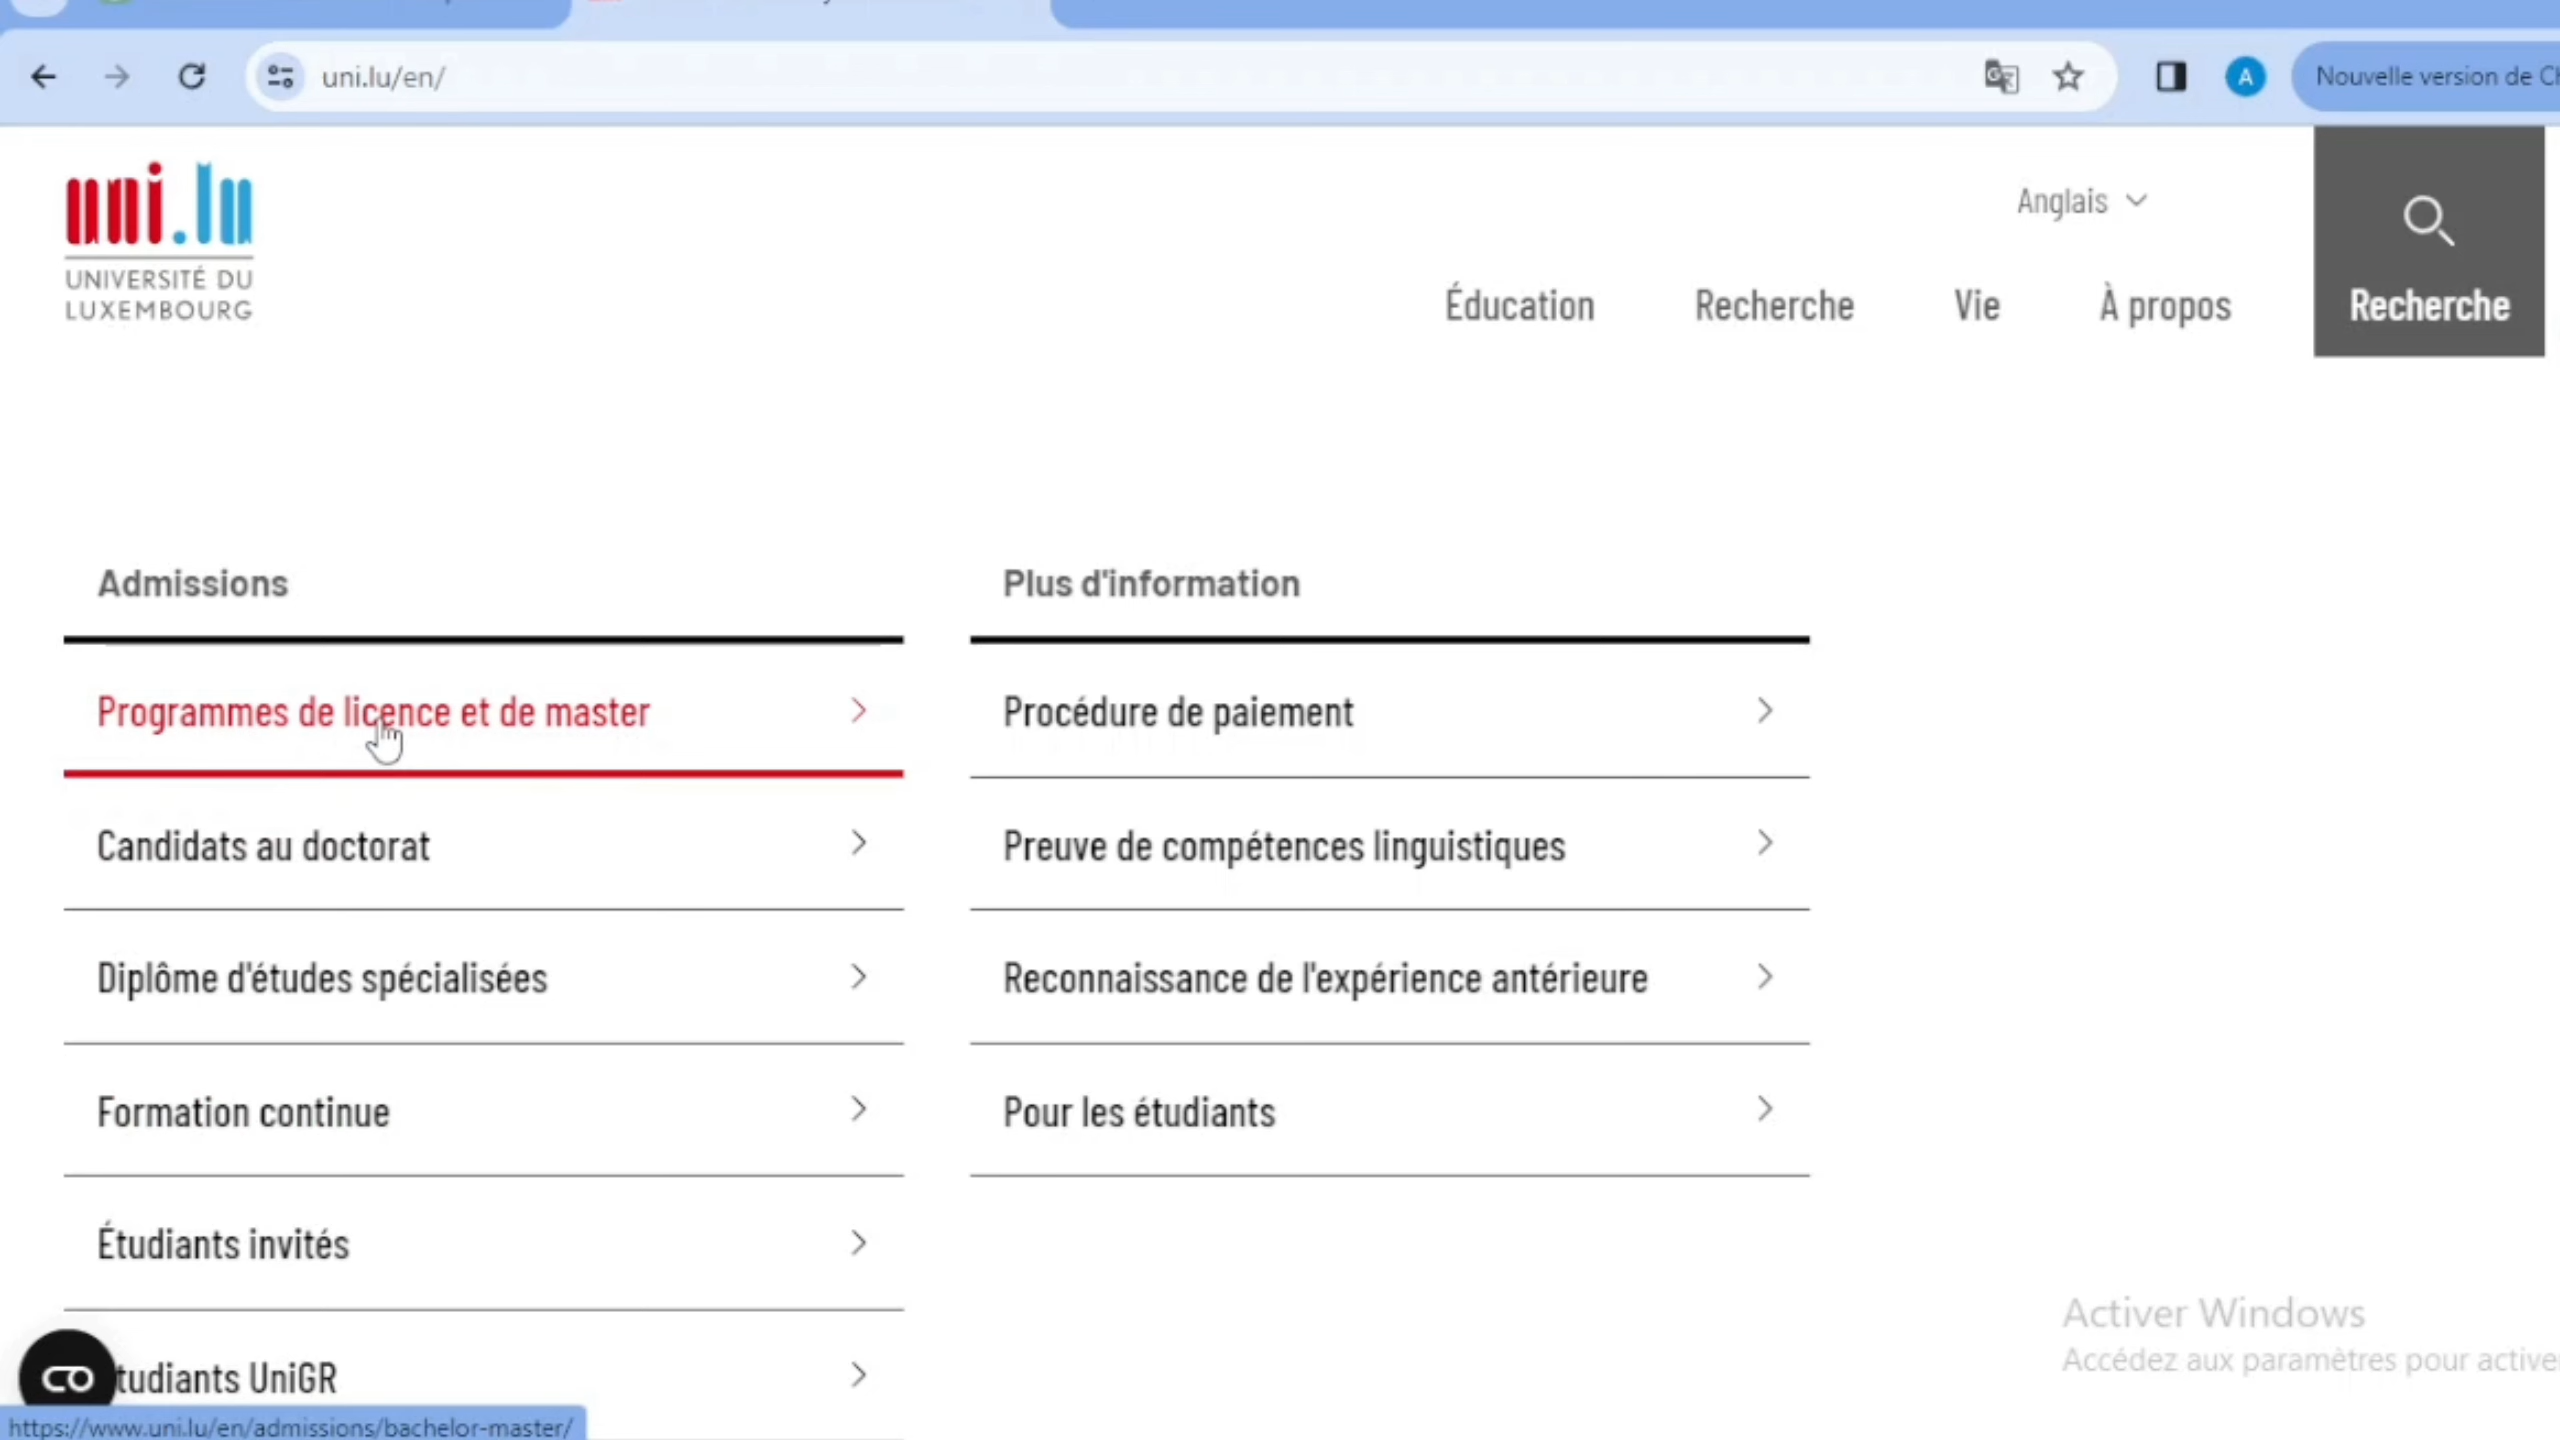 uni.lu/en/
Nouvelle version de
A
uni.lu
UNIVERSITÉ DU
LUXEMBOURG
Anglais
Éducation
Recherche
Vie
À propos
Recherche
Admissions
Programmes de licence et de master
Candidats au doctorat
Diplôme d'études spécialisées
Formation continue
Étudiants invités
tudiants UniGR
Plus d'information
Procédure de paiement
Preuve de compétences linguistiques
Reconnaissance de l'expérience antérieure
Pour les étudiants
Activer Windows
Accédez aux paramètres pour active
https://www.uni.lu/en/admissions/bachelor-master/